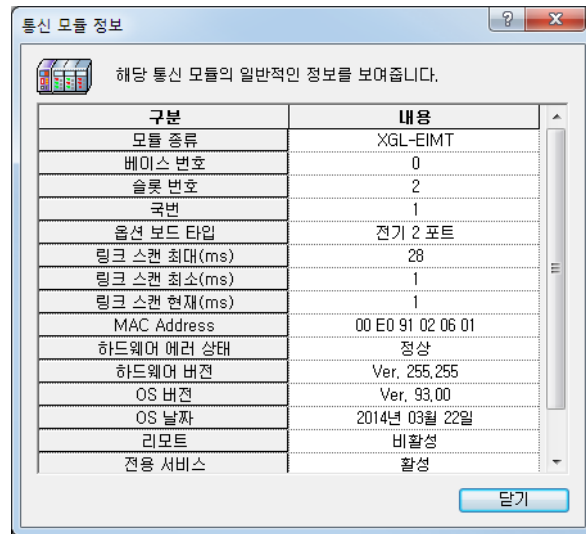 통신 모듈 정보
해당 통신 모듈의 일반적인 정보를 보여줍니다.
구분 내용
모듈 종류 XGL-EIMT
베이스 번호 0
슬롯 번호 2
국번 1
옵션 보드 타입 전기 2 포트
링크 스캔 최대(ms) 28
링크 스캔 최소(ms) 1
링크 스캔 현재(ms) 1
MAC Address 00 E0 91 02 06 01
하드웨어 에러 상태 정상
하드웨어 버전 Ver. 255.255
OS 버전 Ver. 93.00
OS 날짜 2014년 03월 22일
리모트 비활성
전용 서비스 활성
닫기